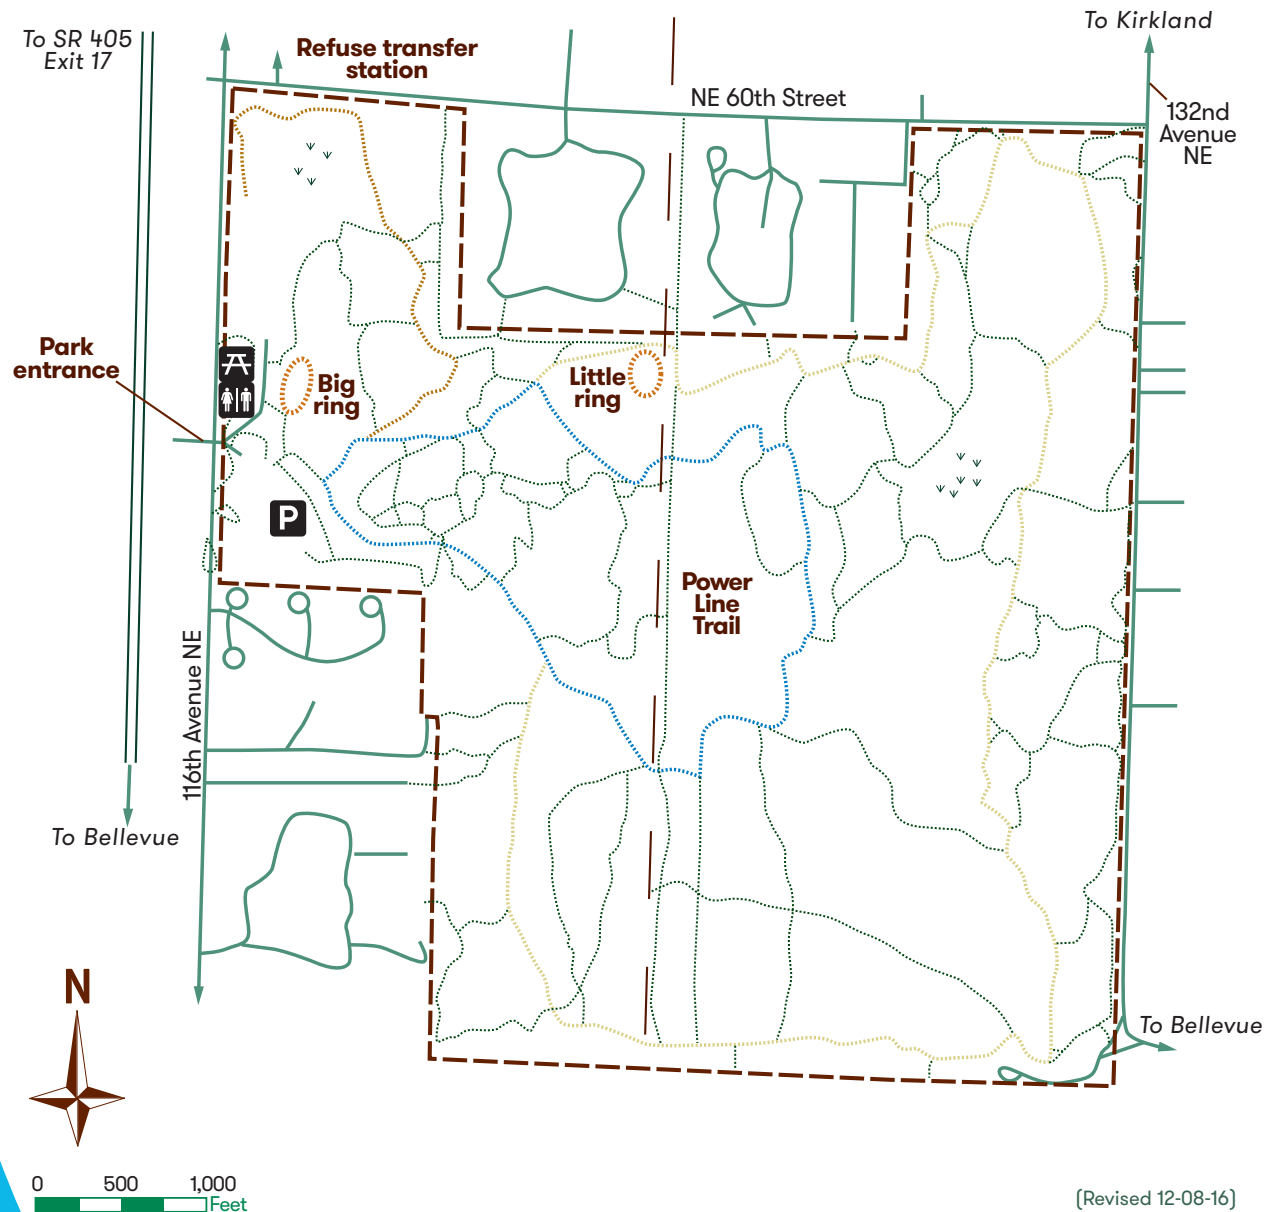 To Kirkland
To SR 405
Exit 17
Refuse transfer
station
NE 60th Street
132nd
Avenue
NE
Park
entrance
Big
ring
Little
ring
P
Power
Line
Trail
116th Avenue NE
To Bellevue
N
To Bellevue
0 500 1,000
Feet
(Revised 12-08-16)